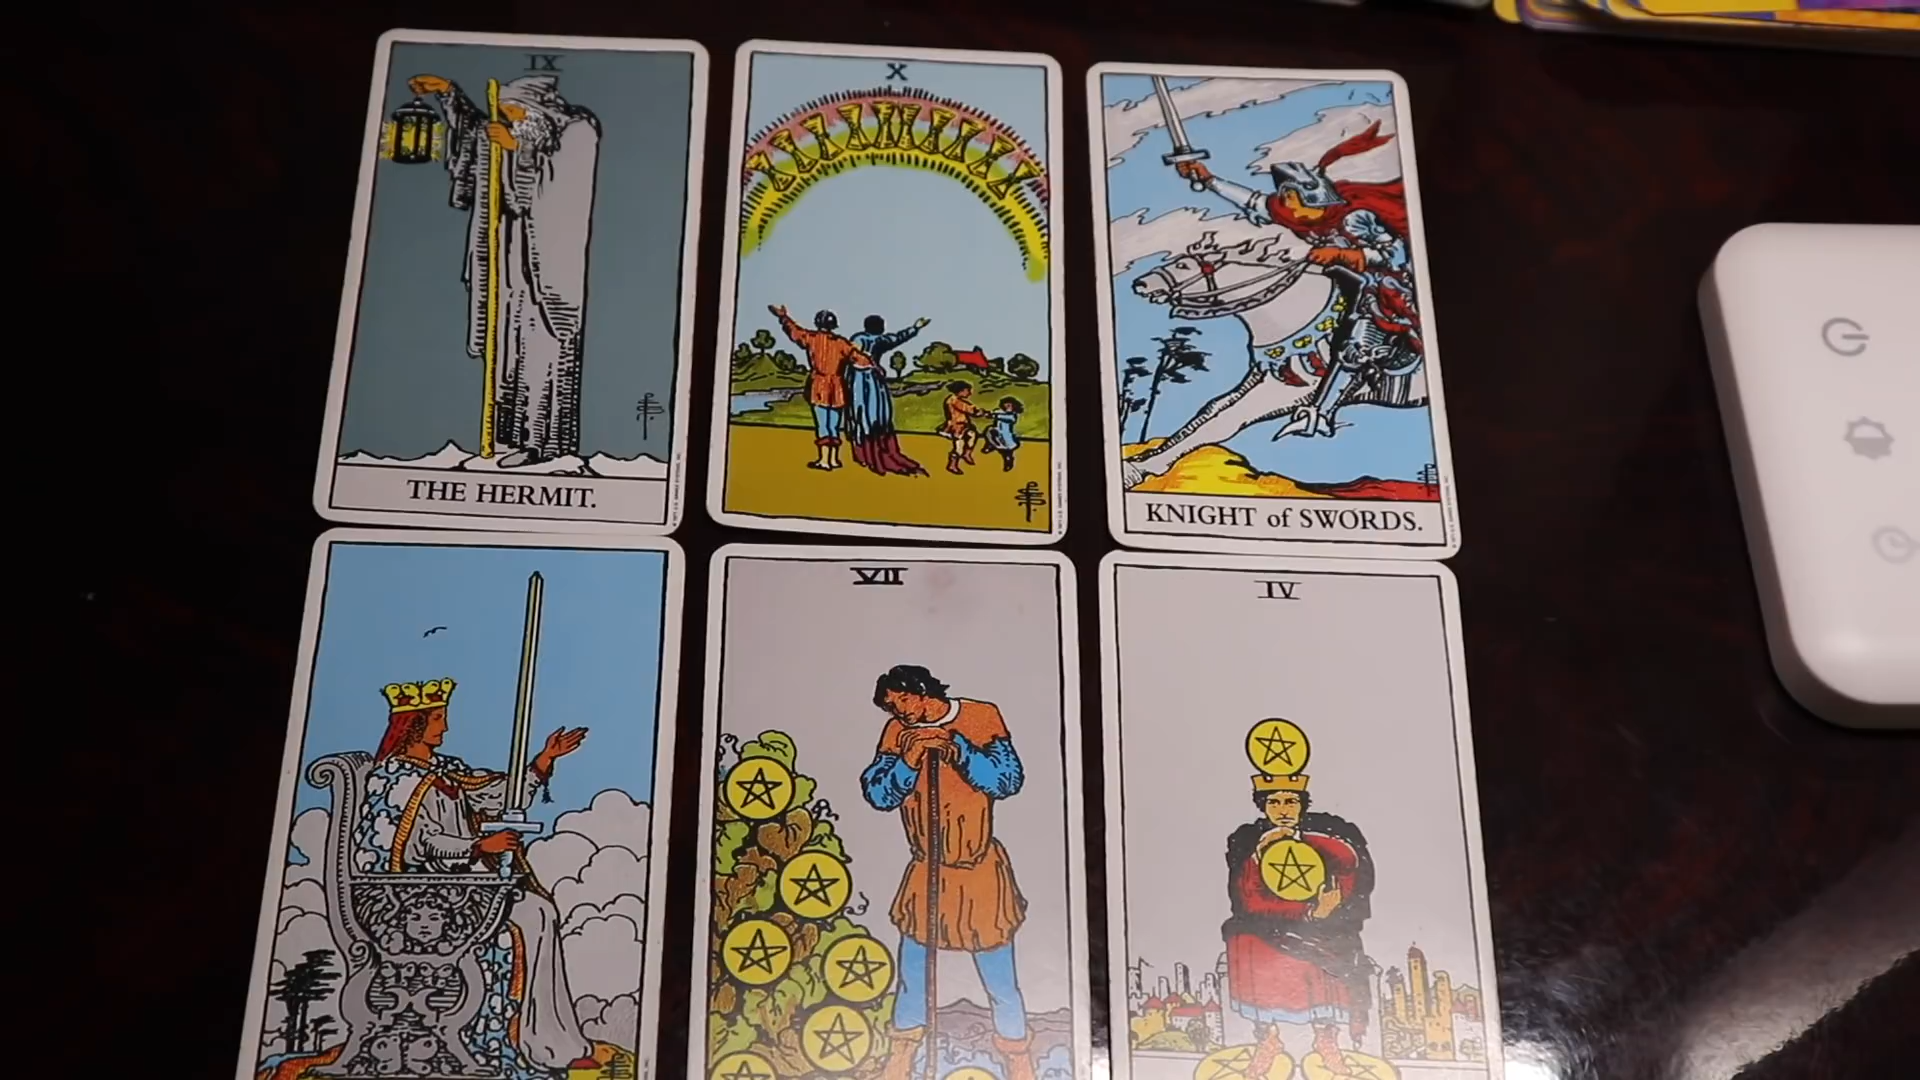 IX
X
THE HERMIT.
KNIGHT of SWORDS.
VII
IV